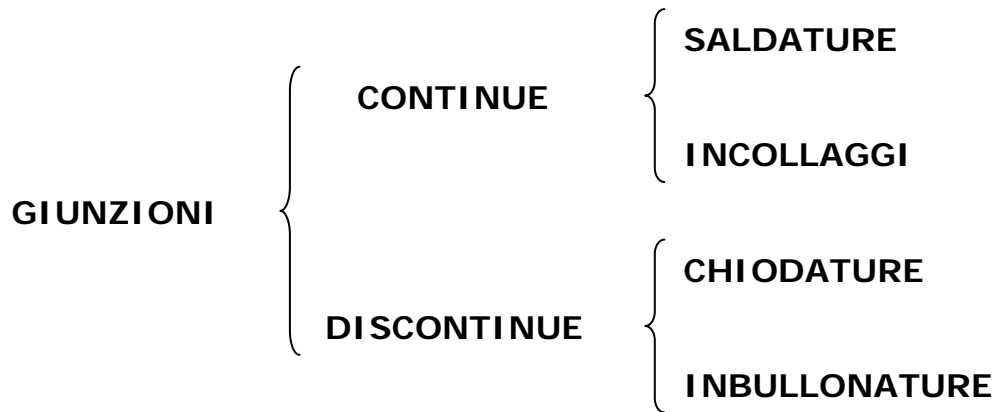 SALDATURE
CONTINUE
INCOLLAGGI
GIUNZIONI
CHIODATURE
DISCONTINUE
INBULLONATURE